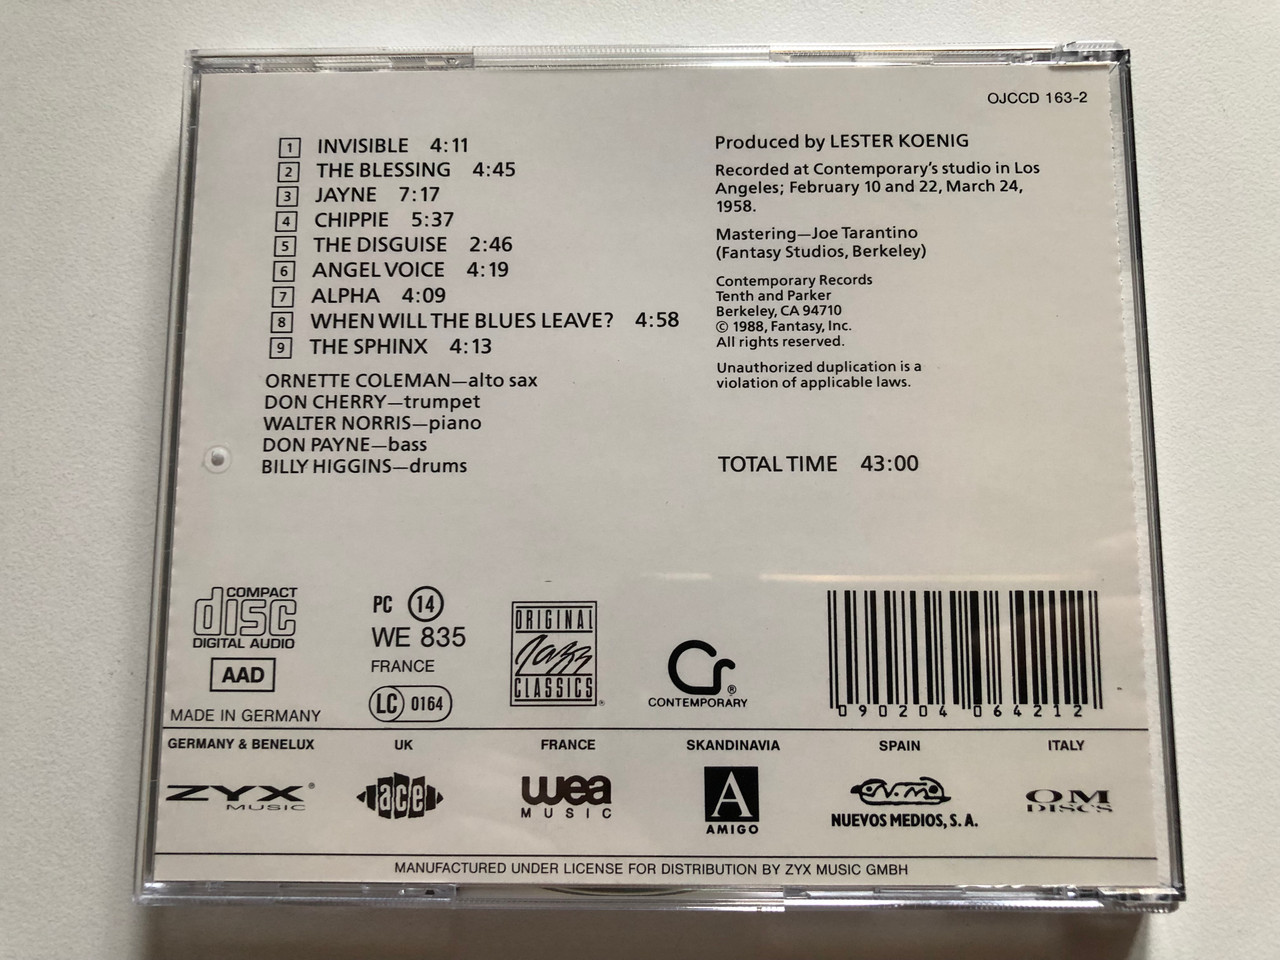 OJCCD 163-2
1 INVISIBLE 4:11
2 THE BLESSING 4:45
3 JAYNE 7:17
4 CHIPPIE 5:37
5 THE DISGUISE 2:46
6 ANGEL VOICE 4:19
7 ALPHA 4:09
8 WHEN WILL THE BLUES LEAVE? 4:58
9 THE SPHINX 4:13
ORNETTE COLEMAN—alto sax
DON CHERRY—trumpet
WALTER NORRIS—piano
DON PAYNE—bass
BILLY HIGGINS—drums
Produced by LESTER KOENIG
Recorded at Contemporary's studio in Los
Angeles; February 10 and 22, March 24,
1958.
Mastering—Joe Tarantino
(Fantasy Studios, Berkeley)
Contemporary Records
Tenth and Parker
Berkeley, CA 94710
© 1988, Fantasy, Inc.
All rights reserved.
Unauthorized duplication is a
violation of applicable laws.
TOTAL TIME 43:00
COMPACT
disc
DIGITAL AUDIO
AAD
MADE IN GERMANY
PC 14
WE 835
FRANCE
LC 0164
ORIGINAL
Jazz
CLASSICS®
Cr®
CONTEMPORARY
090204 064212
GERMANY & BENELUX
ZYX®
MUSIC
UK
ace
FRANCE
wea
MUSIC
SKANDINAVIA
A
AMIGO
SPAIN
N.M.
NUEVOS MEDIOS, S.A.
ITALY
OM
DISCS
MANUFACTURED UNDER LICENSE FOR DISTRIBUTION BY ZYX MUSIC GMBH